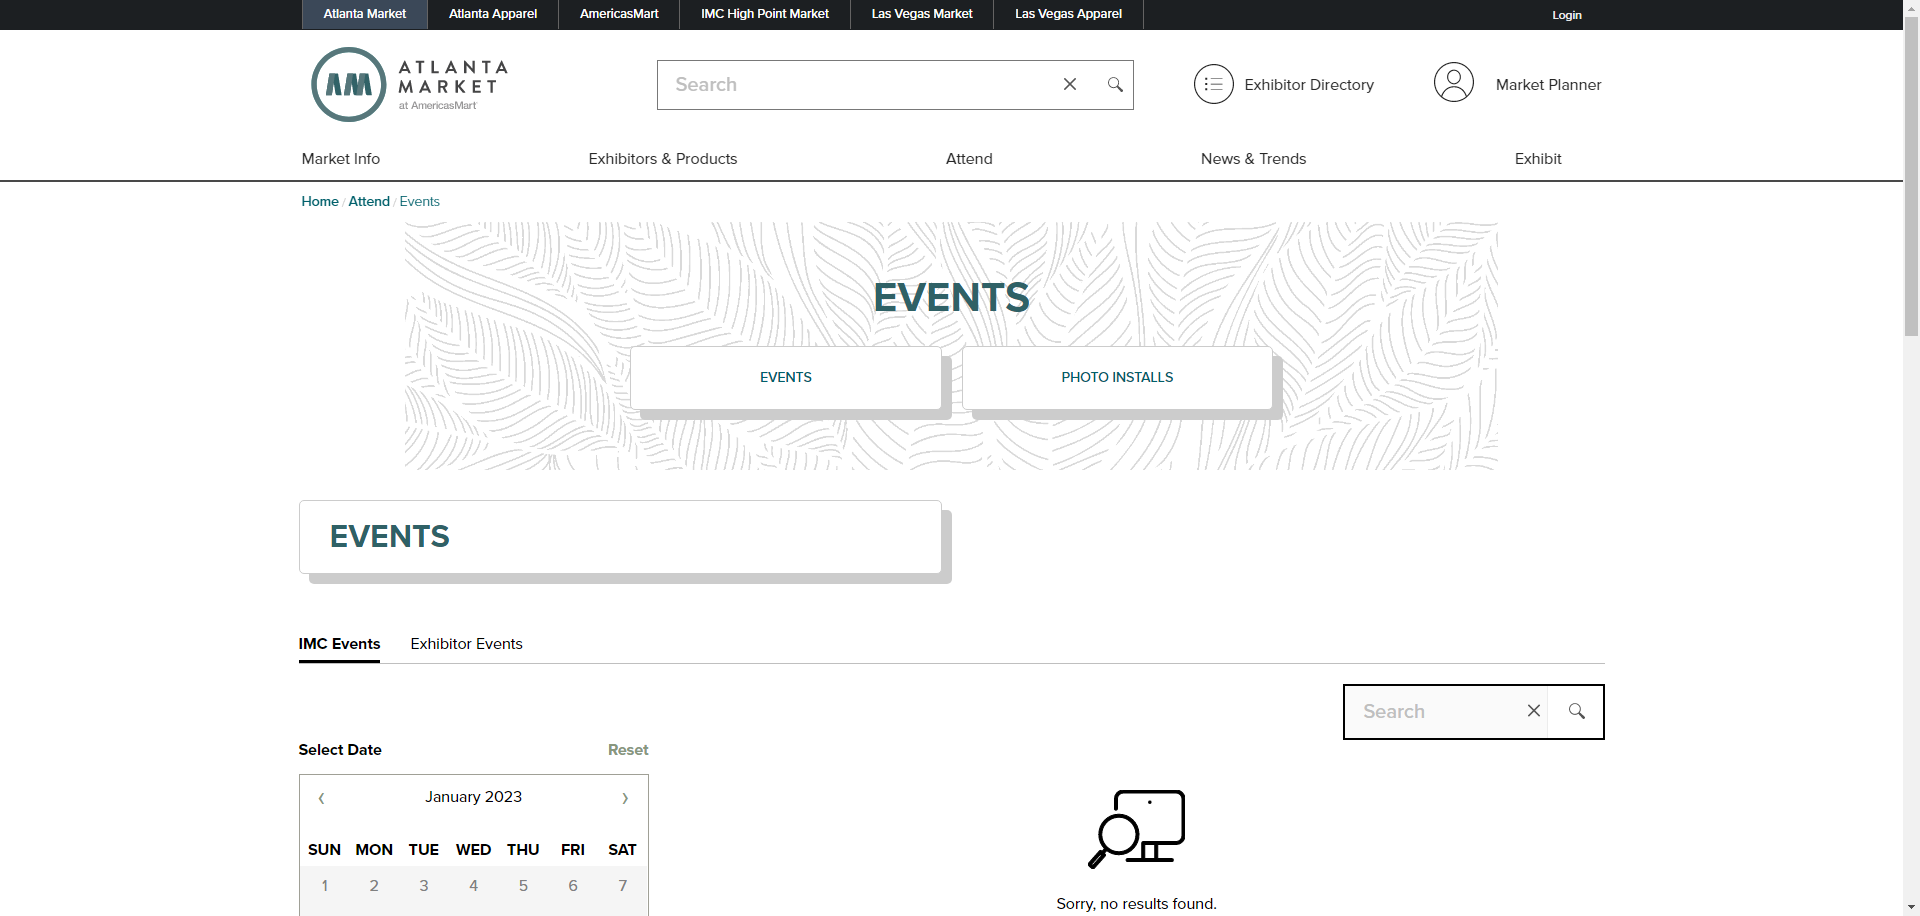 Atlanta Market Atlanta Apparel AmericasMart IMC High Point Market Las Vegas Market Las Vegas Apparel Login
AM ATLANTA
MARKET
at AmericasMart
Search
Exhibitor Directory
Market Planner
Market Info Exhibitors & Products Attend News & Trends Exhibit
Home / Attend / Events
EVENTS
EVENTS PHOTO INSTALLS
EVENTS
IMC Events Exhibitor Events
Search
Select Date Reset
‹ January 2023 ›
SUN MON TUE WED THU FRI SAT
1 2 3 4 5 6 7
Sorry, no results found.